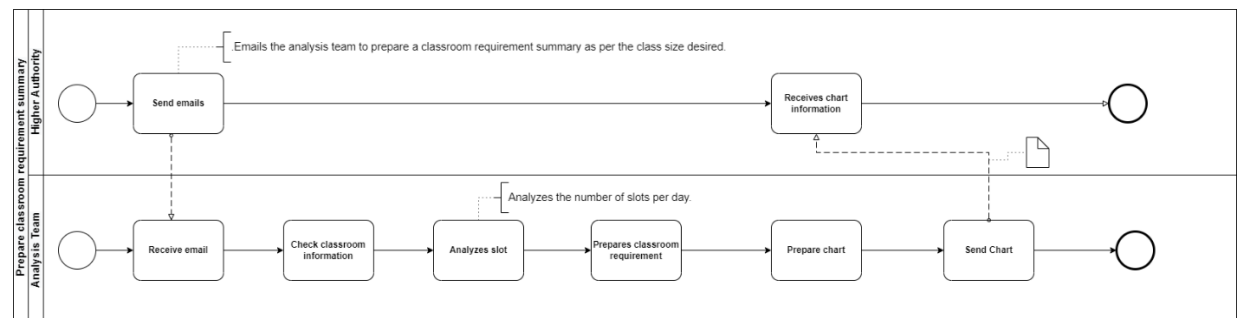 Prepare classroom requirement summary
Higher Authority
Emails the analysis team to prepare a classroom requirement summary as per the class size desired.
Send emails
Receives chart
information
Analysis Team
Analyzes the number of slots per day.
Receive email
Check classroom
information
Analyzes slot
Prepares classroom
requirement
Prepare chart
Send Chart